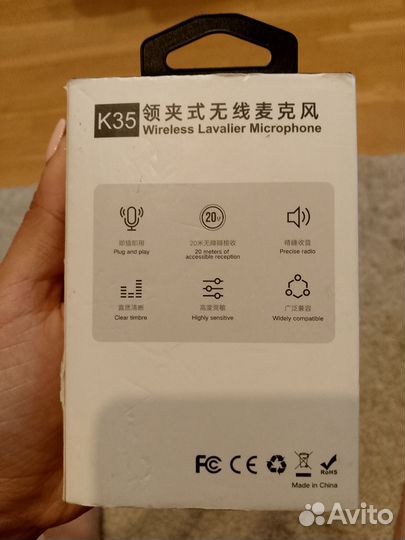 K35
领夹式无线麦克风
Wireless Lavalier Microphone
20M
即插即用
Plug and play
20米无障碍接收
20 meters of
accessible reception
精确收音
Precise radio
音质清晰
Clear timbre
高度灵敏
Highly sensitive
广泛兼容
Widely compatible
FC CE RoHS
Made in China
Avito